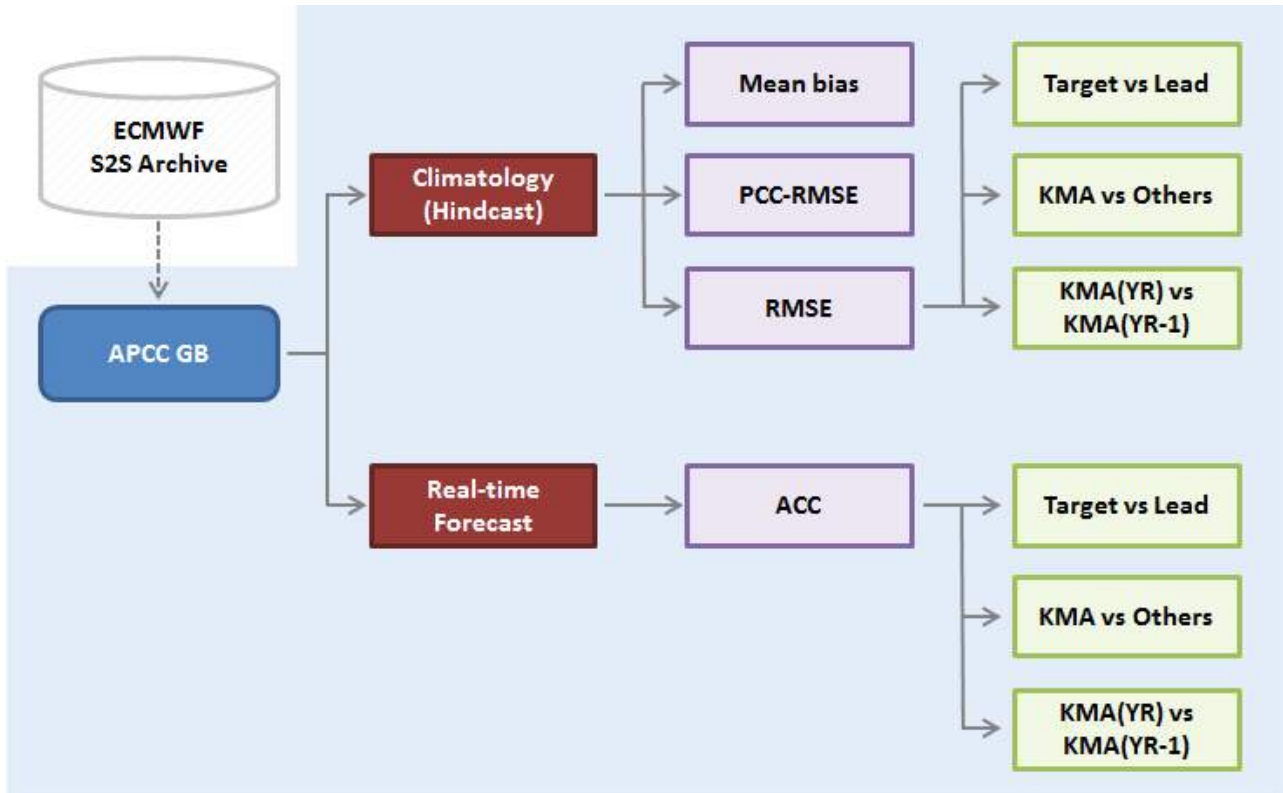 ECMWF
S2S Archive
APCC GB
Climatology
(Hindcast)
Mean bias
PCC-RMSE
RMSE
Target vs Lead
KMA vs Others
KMA(YR) vs
KMA(YR-1)
Real-time
Forecast
ACC
Target vs Lead
KMA vs Others
KMA(YR) vs
KMA(YR-1)